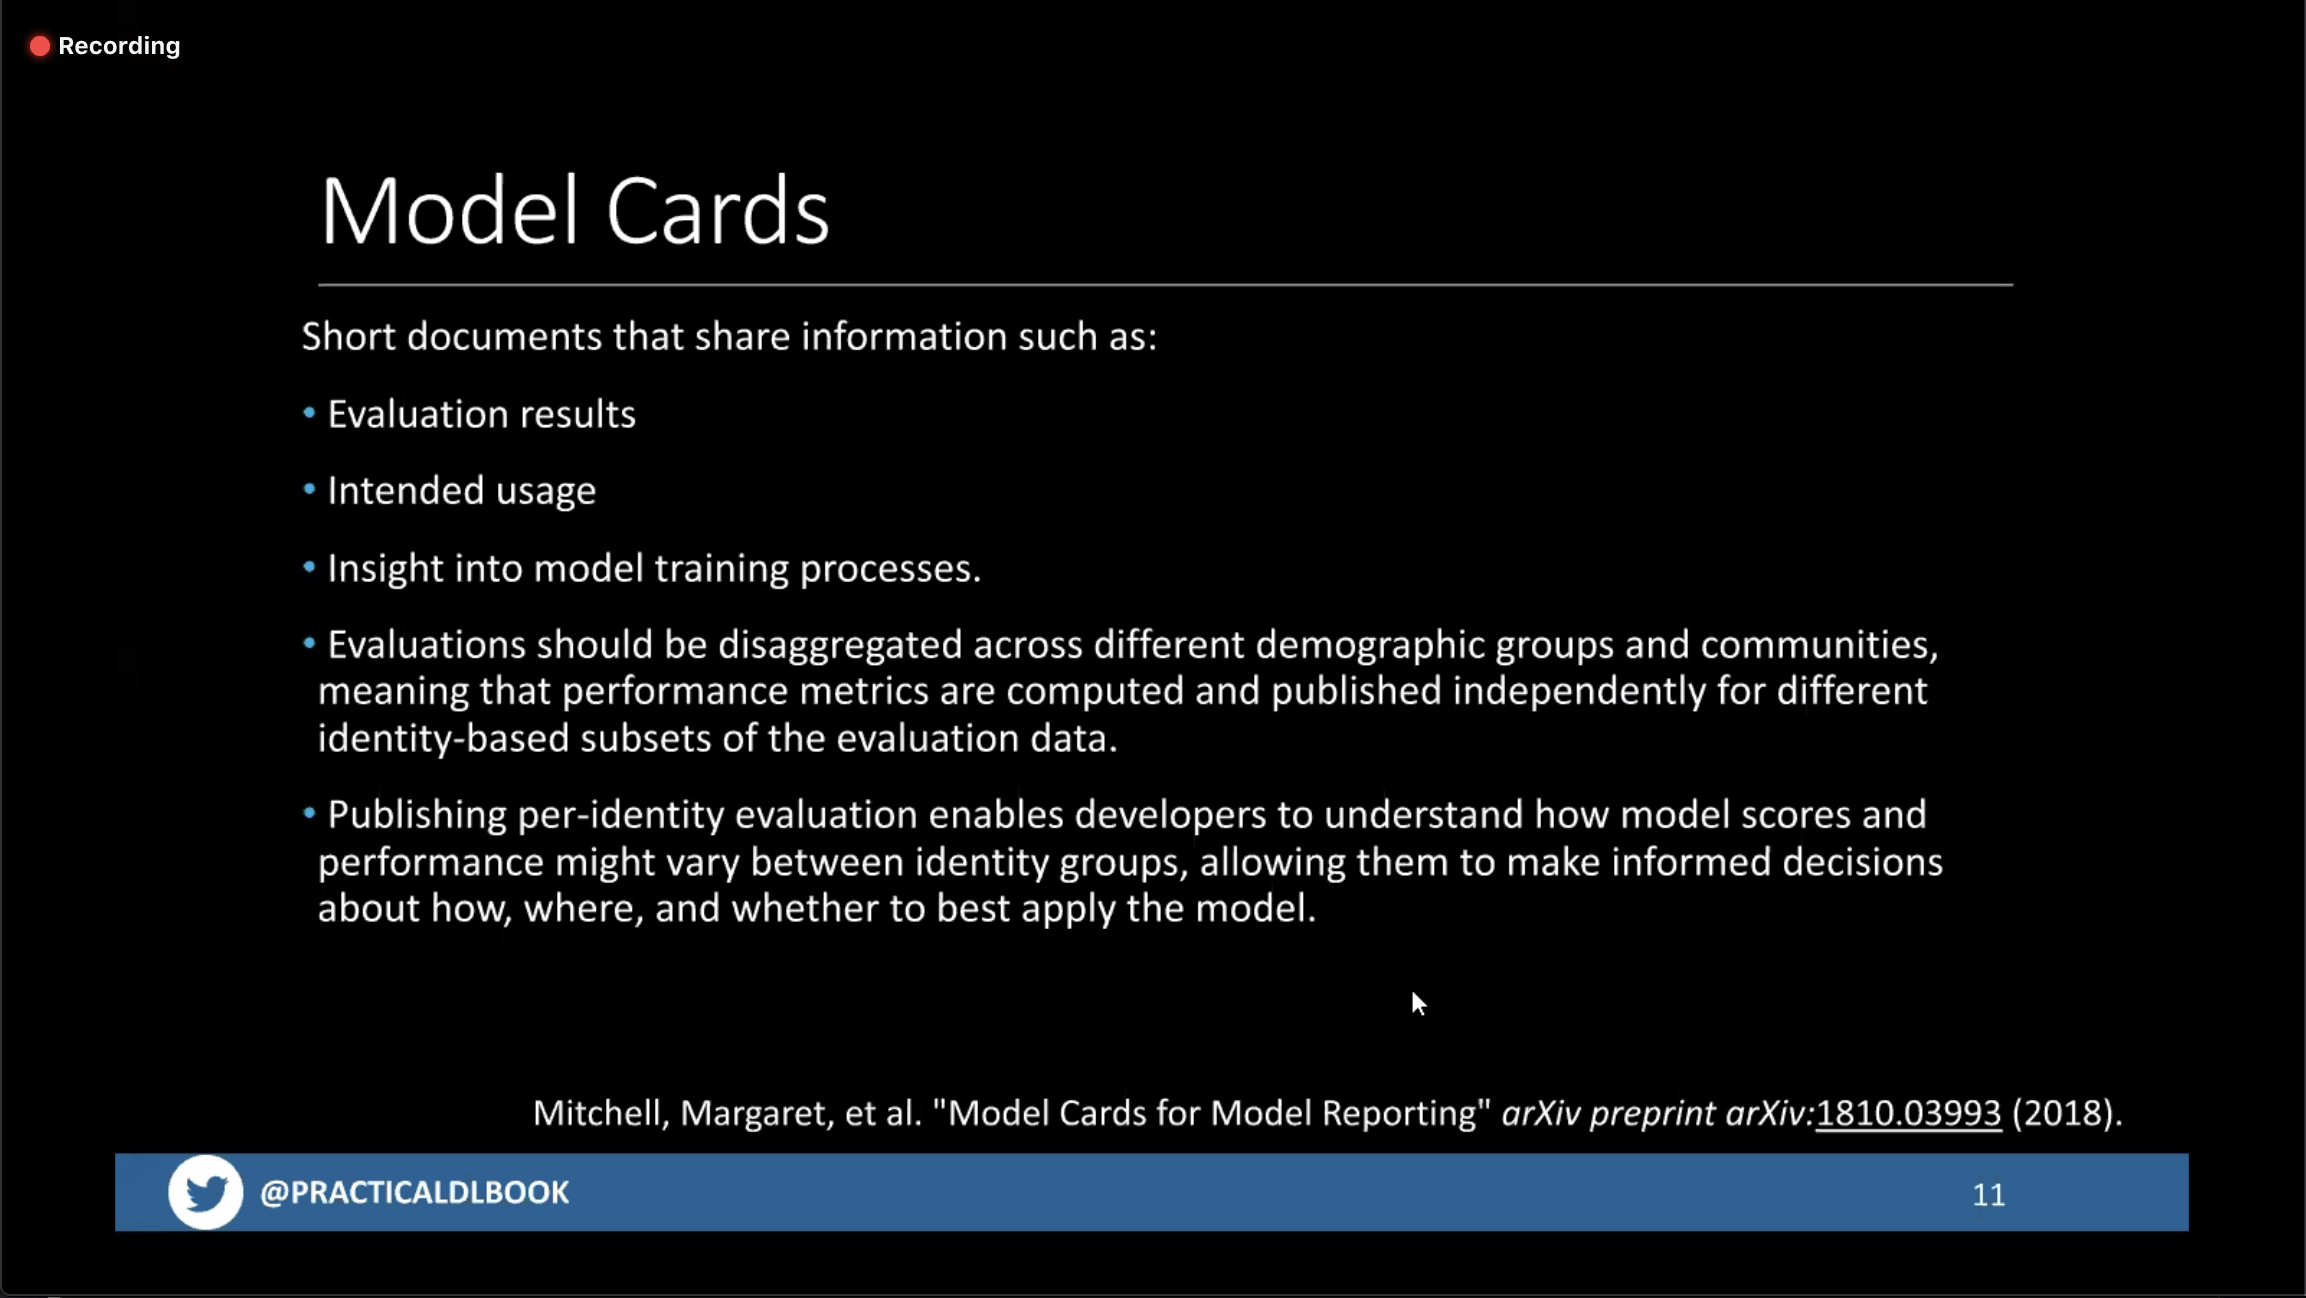 Recording
Model Cards
Short documents that share information such as:
• Evaluation results
• Intended usage
• Insight into model training processes.
• Evaluations should be disaggregated across different demographic groups and communities,
meaning that performance metrics are computed and published independently for different
identity-based subsets of the evaluation data.
• Publishing per-identity evaluation enables developers to understand how model scores and
performance might vary between identity groups, allowing them to make informed decisions
about how, where, and whether to best apply the model.
Mitchell, Margaret, et al. "Model Cards for Model Reporting" arXiv preprint arXiv:1810.03993 (2018).
@PRACTICALDLBOOK
11